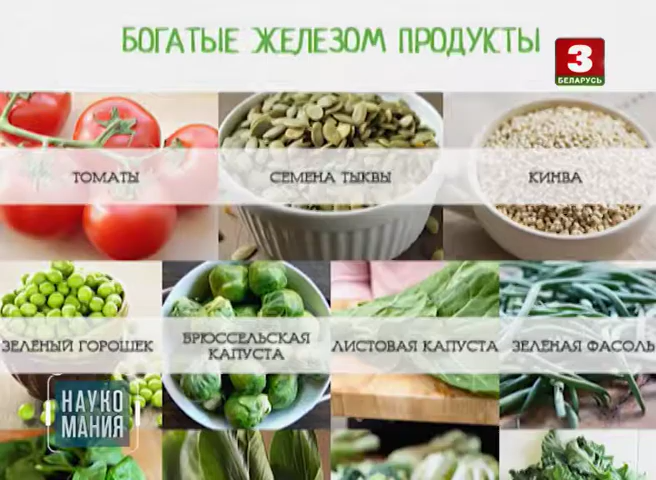 БОГАТЫЕ ЖЕЛЕЗОМ ПРОДУКТЫ
3
БЕЛАРУСЬ
ТОМАТЫ
СЕМЕНА ТЫКВЫ
КИНВА
ЗЕЛЕНЫЙ ГОРОШЕК
БРЮССЕЛЬСКАЯ
КАПУСТА
ЛИСТОВАЯ КАПУСТА
ЗЕЛЕНАЯ ФАСОЛЬ
НАУКО
МАНИЯ